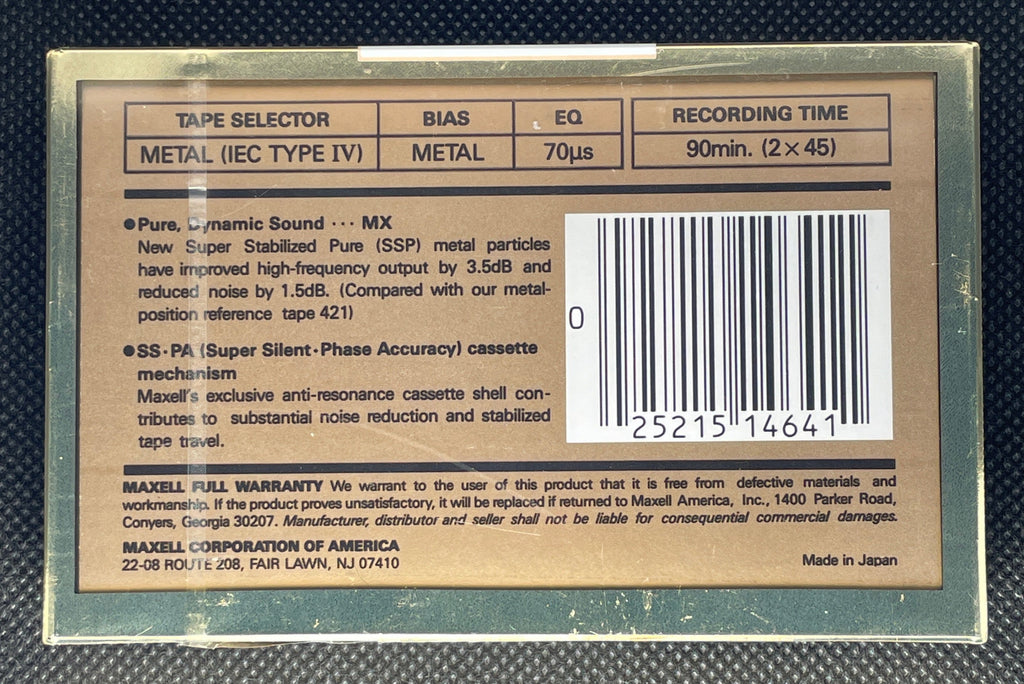 TAPE SELECTOR BIAS EQ RECORDING TIME
METAL (IEC TYPE IV) METAL 70µs 90min. (2×45)
●Pure, Dynamic Sound ··· MX
New Super Stabilized Pure (SSP) metal particles
have improved high-frequency output by 3.5dB and
reduced noise by 1.5dB. (Compared with our metal-
position reference tape 421)
●SS·PA (Super Silent·Phase Accuracy) cassette
mechanism
Maxell's exclusive anti-resonance cassette shell con-
tributes to substantial noise reduction and stabilized
tape travel.
0 25215 14641
MAXELL FULL WARRANTY We warrant to the user of this product that it is free from defective materials and
workmanship. If the product proves unsatisfactory, it will be replaced if returned to Maxell America, Inc., 1400 Parker Road,
Conyers, Georgia 30207. Manufacturer, distributor and seller shall not be liable for consequential commercial damages.
MAXELL CORPORATION OF AMERICA
22-08 ROUTE 208, FAIR LAWN, NJ 07410 Made in Japan